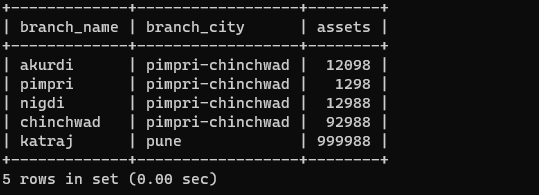 +-------------+------------------+--------+
| branch_name | branch_city      | assets |
+-------------+------------------+--------+
| akurdi      | pimpri-chinchwad |  12098 |
| pimpri      | pimpri-chinchwad |   1298 |
| nigdi       | pimpri-chinchwad |  12988 |
| chinchwad   | pimpri-chinchwad |  92988 |
| katraj      | pune             | 999988 |
+-------------+------------------+--------+
5 rows in set (0.00 sec)